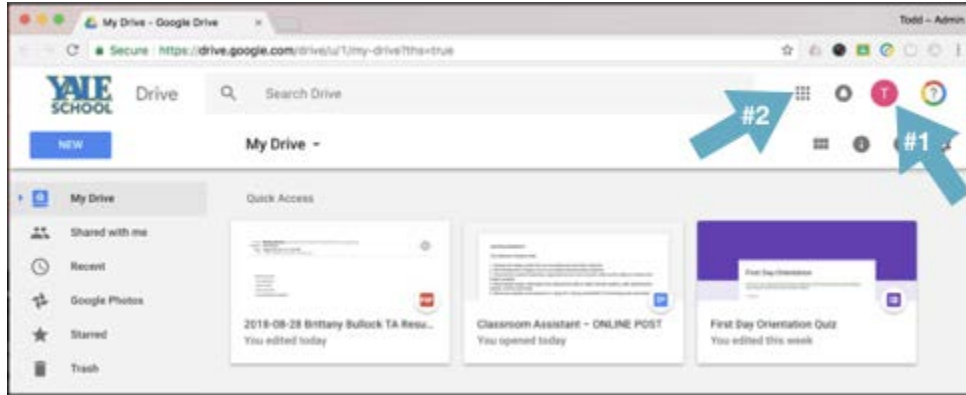 My Drive - Google Drive
Todd - Admin
Secure https://drive.google.com/drive/u/1/my-drive?ths=true
YALE SCHOOL
Drive
Search Drive
#2
T
?
#1
NEW
My Drive
My Drive
Shared with me
Recent
Google Photos
Starred
Trash
Quick Access
PDF
2018-08-28 Brittany Bullock TA Resu...
You edited today
Classroom Assistant - ONLINE POST
You opened today
First Day Orientation
First Day Orientation Quiz
You edited this week